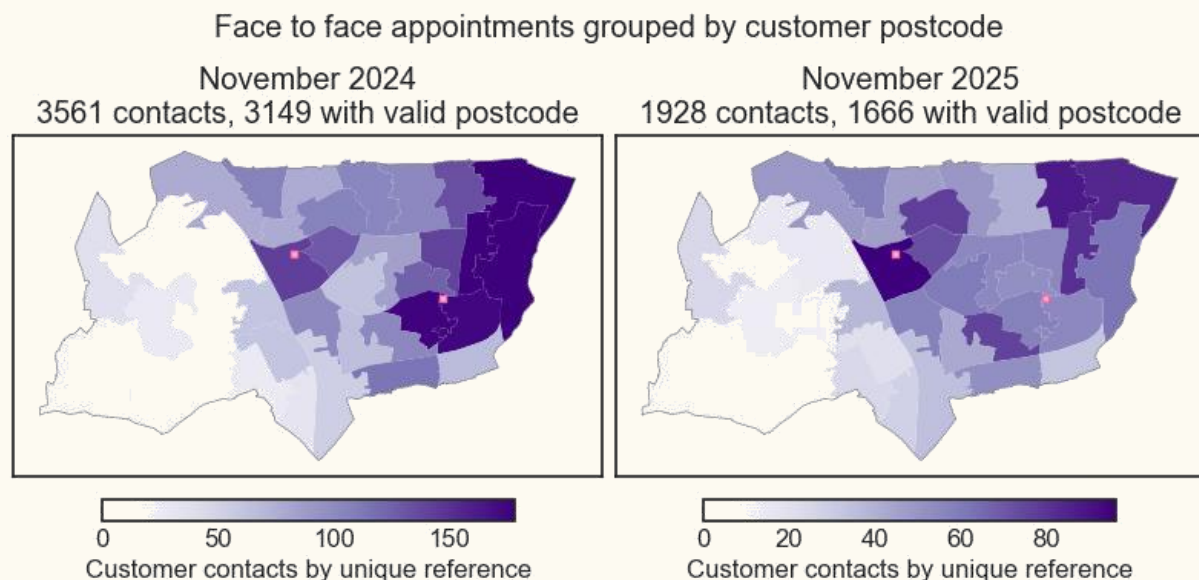 Face to face appointments grouped by customer postcode
November 2024
3561 contacts, 3149 with valid postcode
November 2025
1928 contacts, 1666 with valid postcode
0 50 100 150
Customer contacts by unique reference
0 20 40 60 80
Customer contacts by unique reference